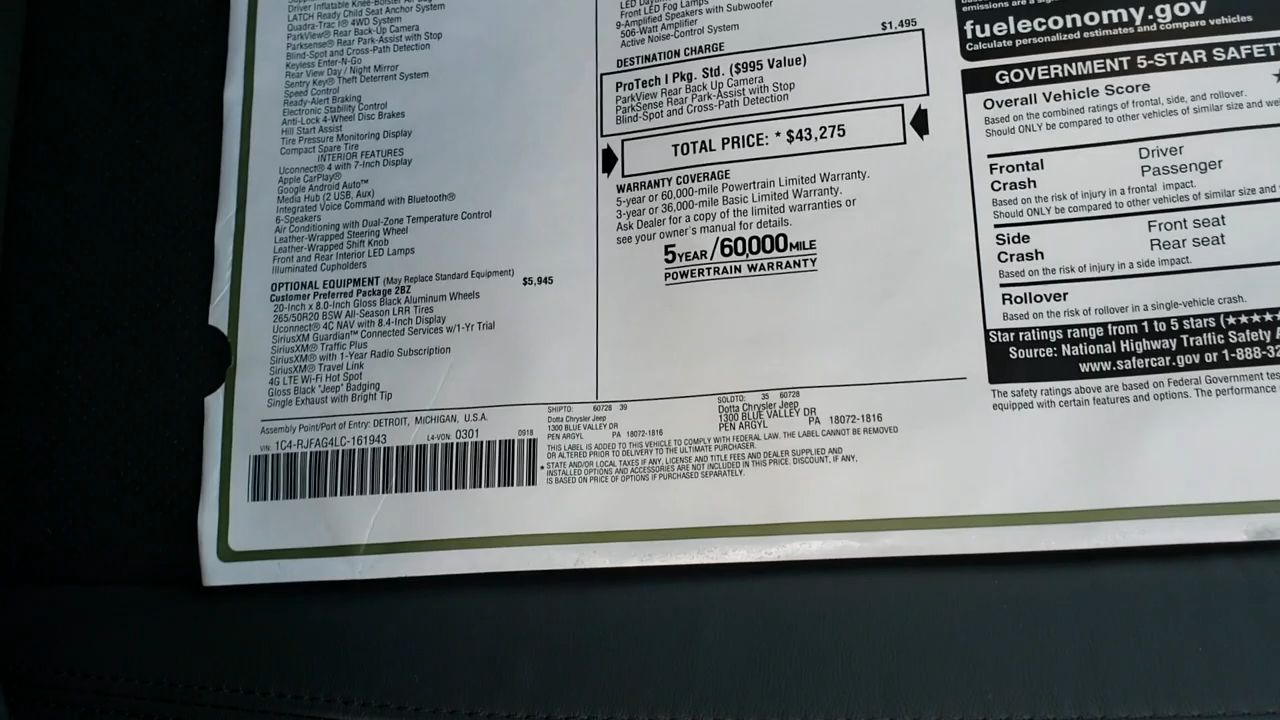 Driver Inflatable Knee-Bolster Air Bag
LATCH Ready Child Seat Anchor System
Quadra-Trac I® 4WD System
ParkView® Rear Back-Up Camera
Parksense® Rear Park-Assist with Stop
Blind-Spot and Cross-Path Detection
Keyless Enter-N-Go
Rear View Day / Night Mirror
Sentry Key® Theft Deterrent System
Speed Control
Ready-Alert Braking
Electronic Stability Control
Anti-Lock 4-Wheel Disc Brakes
Hill Start Assist
Tire Pressure Monitoring Display
Compact Spare Tire
INTERIOR FEATURES
Uconnect® 4 with 7-Inch Display
Apple CarPlay®
Google Android Auto™
Media Hub (2 USB, Aux)
Integrated Voice Command with Bluetooth®
6-Speakers
Air Conditioning with Dual-Zone Temperature Control
Leather-Wrapped Steering Wheel
Leather-Wrapped Shift Knob
Front and Rear Interior LED Lamps
Illuminated Cupholders
OPTIONAL EQUIPMENT (May Replace Standard Equipment)
Customer Preferred Package 2BZ $5,945
20-Inch x 8.0-Inch Gloss Black Aluminum Wheels
265/50R20 BSW All-Season LRR Tires
Uconnect® 4C NAV with 8.4-Inch Display
SiriusXM Guardian™ Connected Services w/1-Yr Trial
SiriusXM® Traffic Plus
SiriusXM® with 1-Year Radio Subscription
SiriusXM® Travel Link
4G LTE Wi-Fi Hot Spot
Gloss Black "Jeep" Badging
Single Exhaust with Bright Tip
Front LED Fog Lamps
9-Amplified Speakers with Subwoofer
506-Watt Amplifier
Active Noise-Control System
DESTINATION CHARGE $1,495
ProTech I Pkg. Std. ($995 Value)
ParkView Rear Back Up Camera
ParkSense Rear Park-Assist with Stop
Blind-Spot and Cross-Path Detection
TOTAL PRICE: * $43,275
WARRANTY COVERAGE
5-year or 60,000-mile Powertrain Limited Warranty.
3-year or 36,000-mile Basic Limited Warranty.
Ask Dealer for a copy of the limited warranties or
see your owner's manual for details.
5 YEAR/60,000 MILE
POWERTRAIN WARRANTY
emissions are a
fueleconomy.gov
Calculate personalized estimates and compare vehicles
GOVERNMENT 5-STAR SAFET
Overall Vehicle Score
Based on the combined ratings of frontal, side, and rollover.
Should ONLY be compared to other vehicles of similar size and we
Frontal Driver
Crash Passenger
Based on the risk of injury in a frontal impact.
Should ONLY be compared to other vehicles of similar size and
Side Front seat
Crash Rear seat
Based on the risk of injury in a side impact.
Rollover
Based on the risk of rollover in a single-vehicle crash.
Star ratings range from 1 to 5 stars (★★★★
Source: National Highway Traffic Safety A
www.safercar.gov or 1-888-32
The safety ratings above are based on Federal Government tes
equipped with certain features and options. The performance
Assembly Point/Port of Entry: DETROIT, MICHIGAN, U.S.A.
VIN: 1C4-RJFAG4LC-161943 L4-VON: 0301 0918
SHIPTO: 60728 39
Dotta Chrysler Jeep
1300 BLUE VALLEY DR
PEN ARGYL PA 18072-1816
SOLDTO: 35 60728
Dotta Chrysler Jeep
1300 BLUE VALLEY DR
PEN ARGYL PA 18072-1816
THIS LABEL IS ADDED TO THIS VEHICLE TO COMPLY WITH FEDERAL LAW. THE LABEL CANNOT BE REMOVED
OR ALTERED PRIOR TO DELIVERY TO THE ULTIMATE PURCHASER.
* STATE AND/OR LOCAL TAXES IF ANY, LICENSE AND TITLE FEES AND DEALER SUPPLIED AND
INSTALLED OPTIONS AND ACCESSORIES ARE NOT INCLUDED IN THIS PRICE. DISCOUNT, IF ANY,
IS BASED ON PRICE OF OPTIONS IF PURCHASED SEPARATELY.